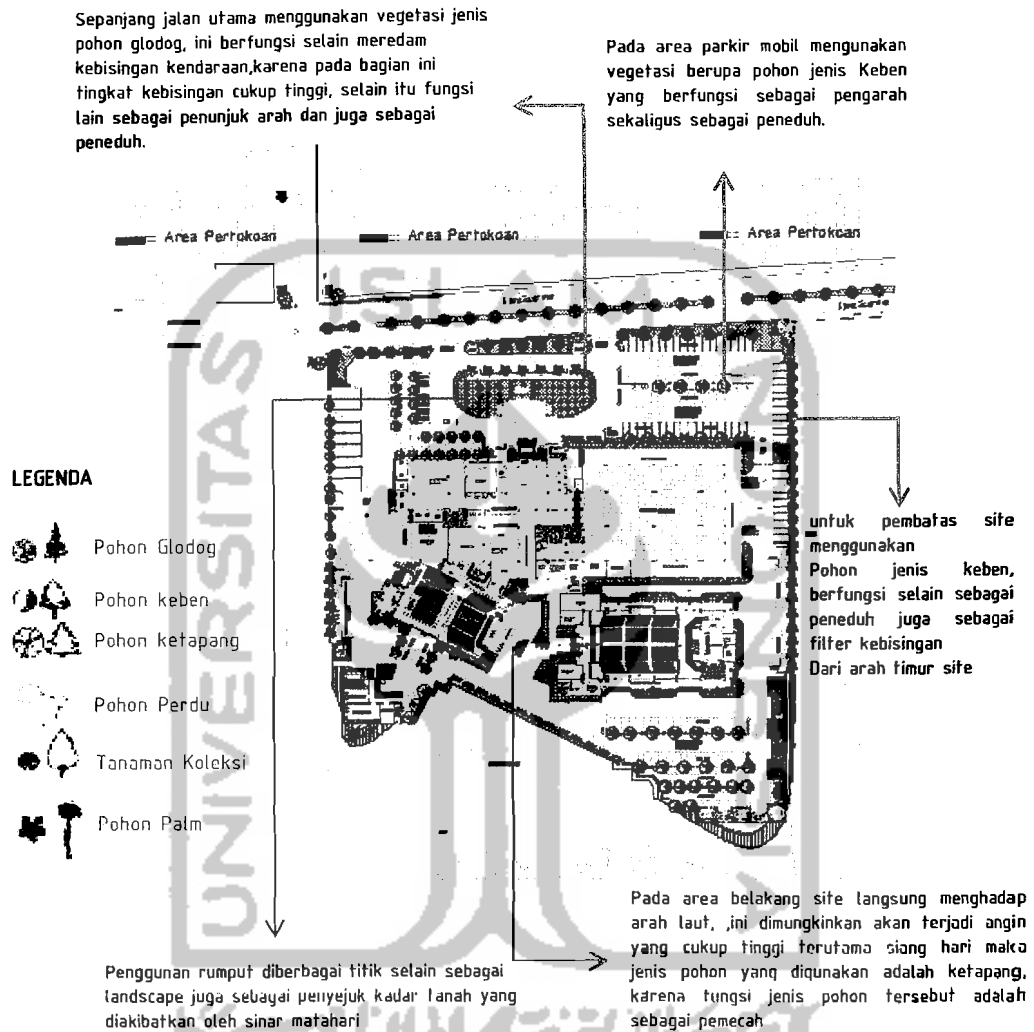 Sepanjang jalan utama menggunakan vegetasi jenis
pohon glodog, ini berfungsi selain meredam
kebisingan kendaraan,karena pada bagian ini
tingkat kebisingan cukup tinggi, selain itu fungsi
lain sebagai penunjuk arah dan juga sebagai
peneduh.
Pada area parkir mobil mengunakan
vegetasi berupa pohon jenis Keben
yang berfungsi sebagai pengarah
sekaligus sebagai peneduh.
Area Pertokoan
Area Pertokoan
Area Pertokoan
LEGENDA
Pohon Glodog
Pohon keben
Pohon ketapang
Pohon Perdu
Tanaman Koleksi
Pohon Palm
untuk pembatas site
menggunakan
Pohon jenis keben,
berfungsi selain sebagai
peneduh juga sebagai
filter kebisingan
Dari arah timur site
Penggunan rumput diberbagai titik selain sebagai
landscape juga sebagai penyejuk kadar tanah yang
diakibatkan oleh sinar matahari
Pada area belakang site langsung menghadap
arah laut, ,ini dimungkinkan akan terjadi angin
yang cukup tinggi terutama siang hari maka
jenis pohon yang digunakan adalah ketapang,
karena fungsi jenis pohon tersebut adalah
sebagai pemecah
UNIVERSITAS
ISLAM
INDONESIA